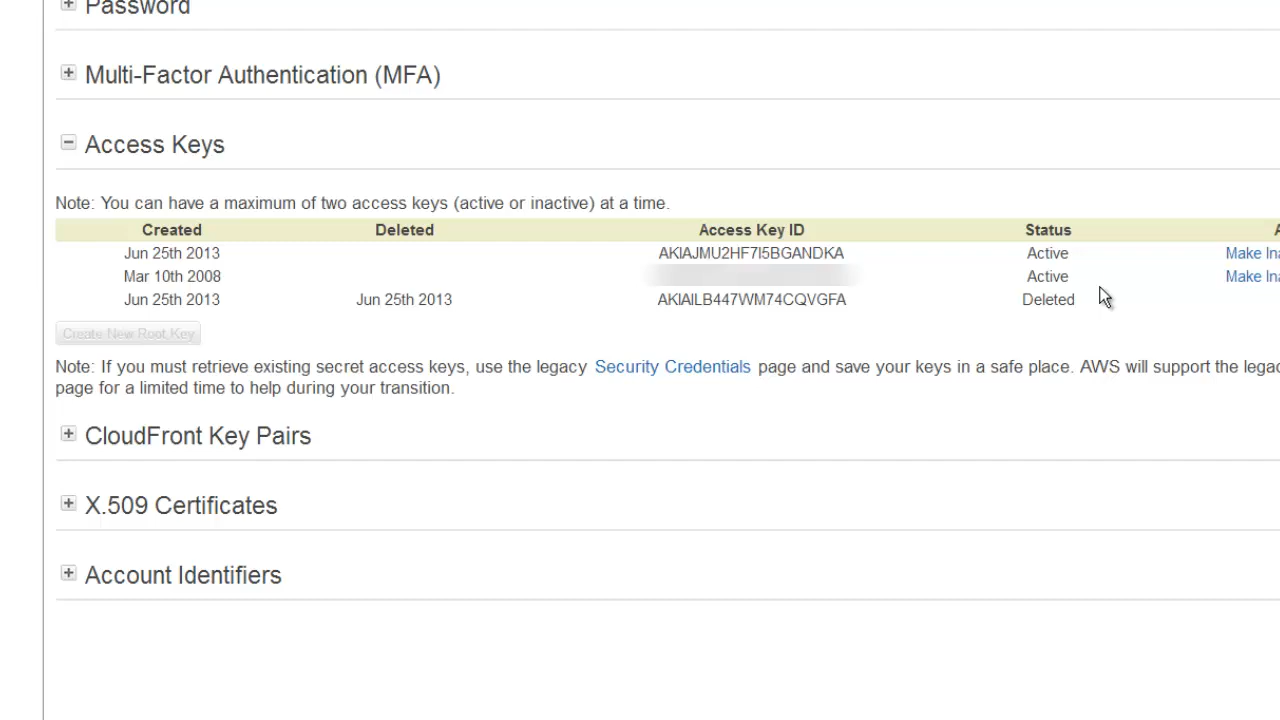 Password
Multi-Factor Authentication (MFA)
Access Keys
Note: You can have a maximum of two access keys (active or inactive) at a time.
Created Deleted Access Key ID Status A
Jun 25th 2013 AKIAJMU2HF7I5BGANDKA Active Make Ina
Mar 10th 2008 Active Make Ina
Jun 25th 2013 Jun 25th 2013 AKIAILB447WM74CQVGFA Deleted
Create New Root Key
Note: If you must retrieve existing secret access keys, use the legacy Security Credentials page and save your keys in a safe place. AWS will support the legac
page for a limited time to help during your transition.
CloudFront Key Pairs
X.509 Certificates
Account Identifiers